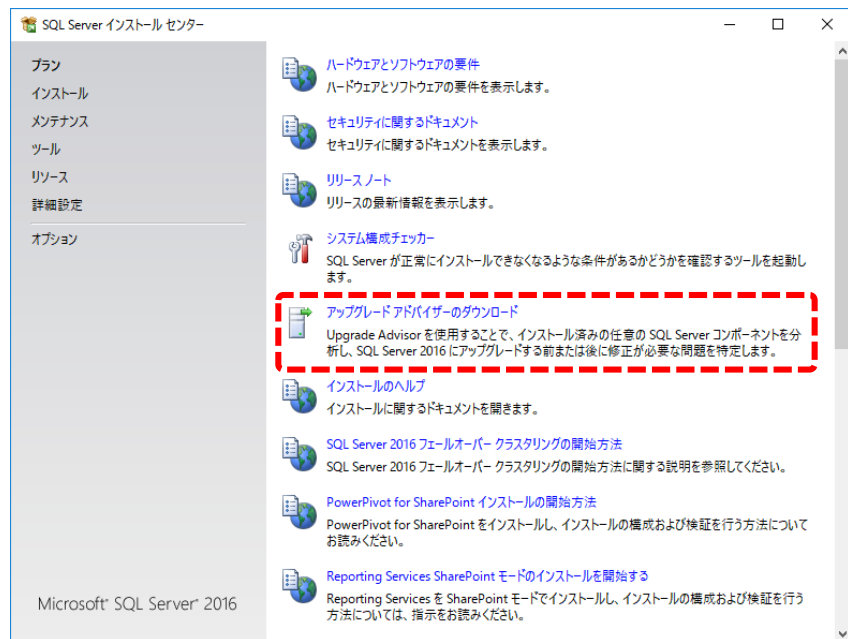 SQL Server インストール センター
プラン
インストール
メンテナンス
ツール
リソース
詳細設定
オプション
Microsoft® SQL Server® 2016
ハードウェアとソフトウェアの要件
ハードウェアとソフトウェアの要件を表示します。
セキュリティに関するドキュメント
セキュリティに関するドキュメントを表示します。
リリース ノート
リリースの最新情報を表示します。
システム構成チェッカー
SQL Server が正常にインストールできなくなるような条件があるかどうかを確認するツールを起動し
ます。
アップグレード アドバイザーのダウンロード
Upgrade Advisor を使用することで、インストール済みの任意の SQL Server コンポーネントを分
析し、SQL Server 2016 にアップグレードする前または後に修正が必要な問題を特定します。
インストールのヘルプ
インストールに関するドキュメントを開きます。
SQL Server 2016 フェールオーバー クラスタリングの開始方法
SQL Server 2016 フェールオーバー クラスタリングの開始方法に関する説明を参照してください。
PowerPivot for SharePoint インストールの開始方法
PowerPivot for SharePoint をインストールし、インストールの構成および検証を行う方法について
お読みください。
Reporting Services SharePoint モードのインストールを開始する
Reporting Services を SharePoint モードでインストールし、インストールの構成および検証を行う
方法については、指示をお読みください。